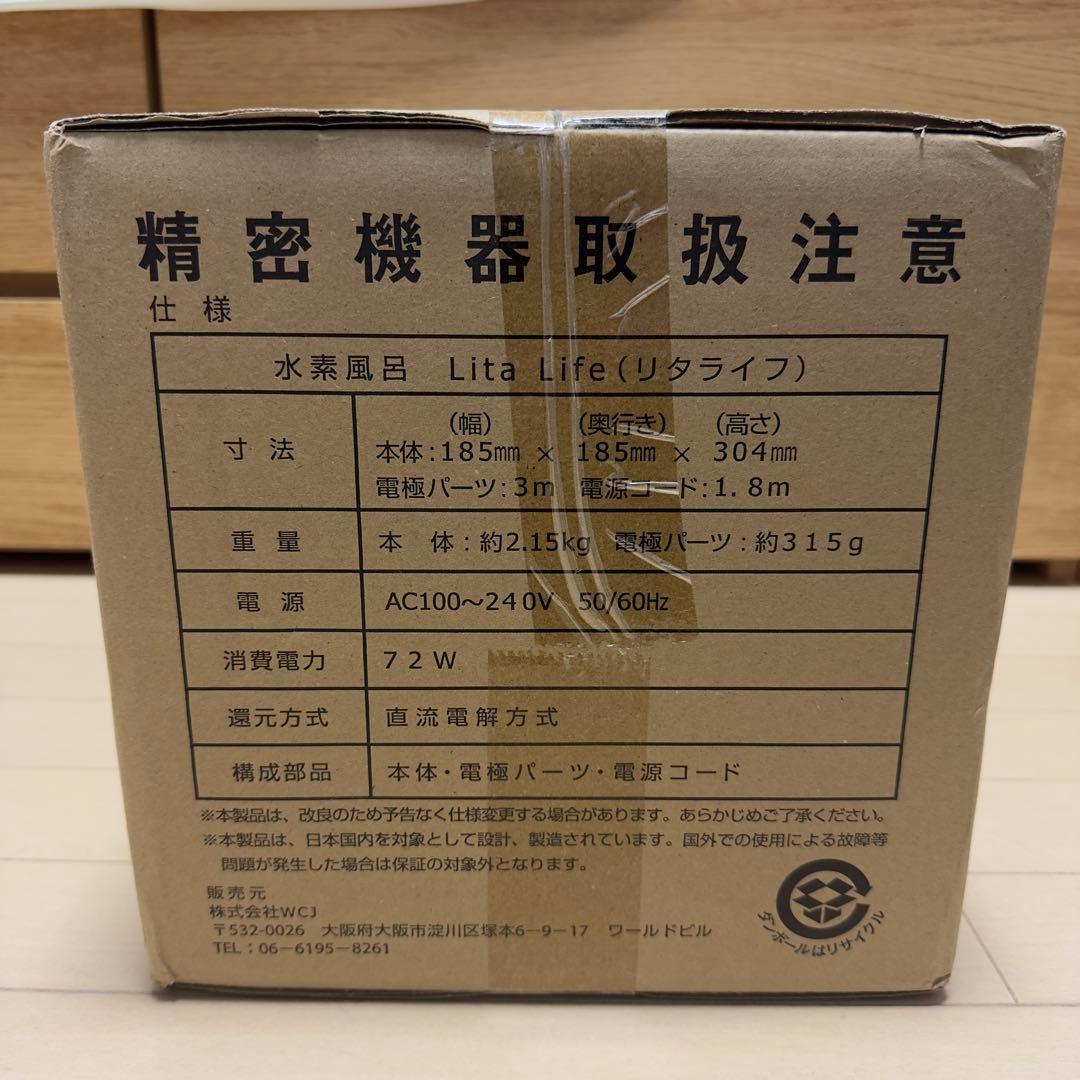 精密機器取扱注意
仕様
水素風呂 Lita Life(リタライフ)
寸法
(幅) (奥行き) (高さ)
本体:185㎜ × 185㎜ × 304㎜
電極パーツ:3m 電源コード:1.8m
重量 本 体:約2.15kg 電極パーツ:約315g
電源 AC100～240V 50/60Hz
消費電力 72W
還元方式 直流電解方式
構成部品 本体・電極パーツ・電源コード
※本製品は、改良のため予告なく仕様変更する場合があります。あらかじめご了承ください。
※本製品は、日本国内を対象として設計、製造されています。国外での使用による故障等
問題が発生した場合は保証の対象外となります。
販売元
株式会社WCJ
〒532-0026 大阪府大阪市淀川区塚本6-9-17 ワールドビル
TEL:06-6195-8261
ダンボールはリサイクル